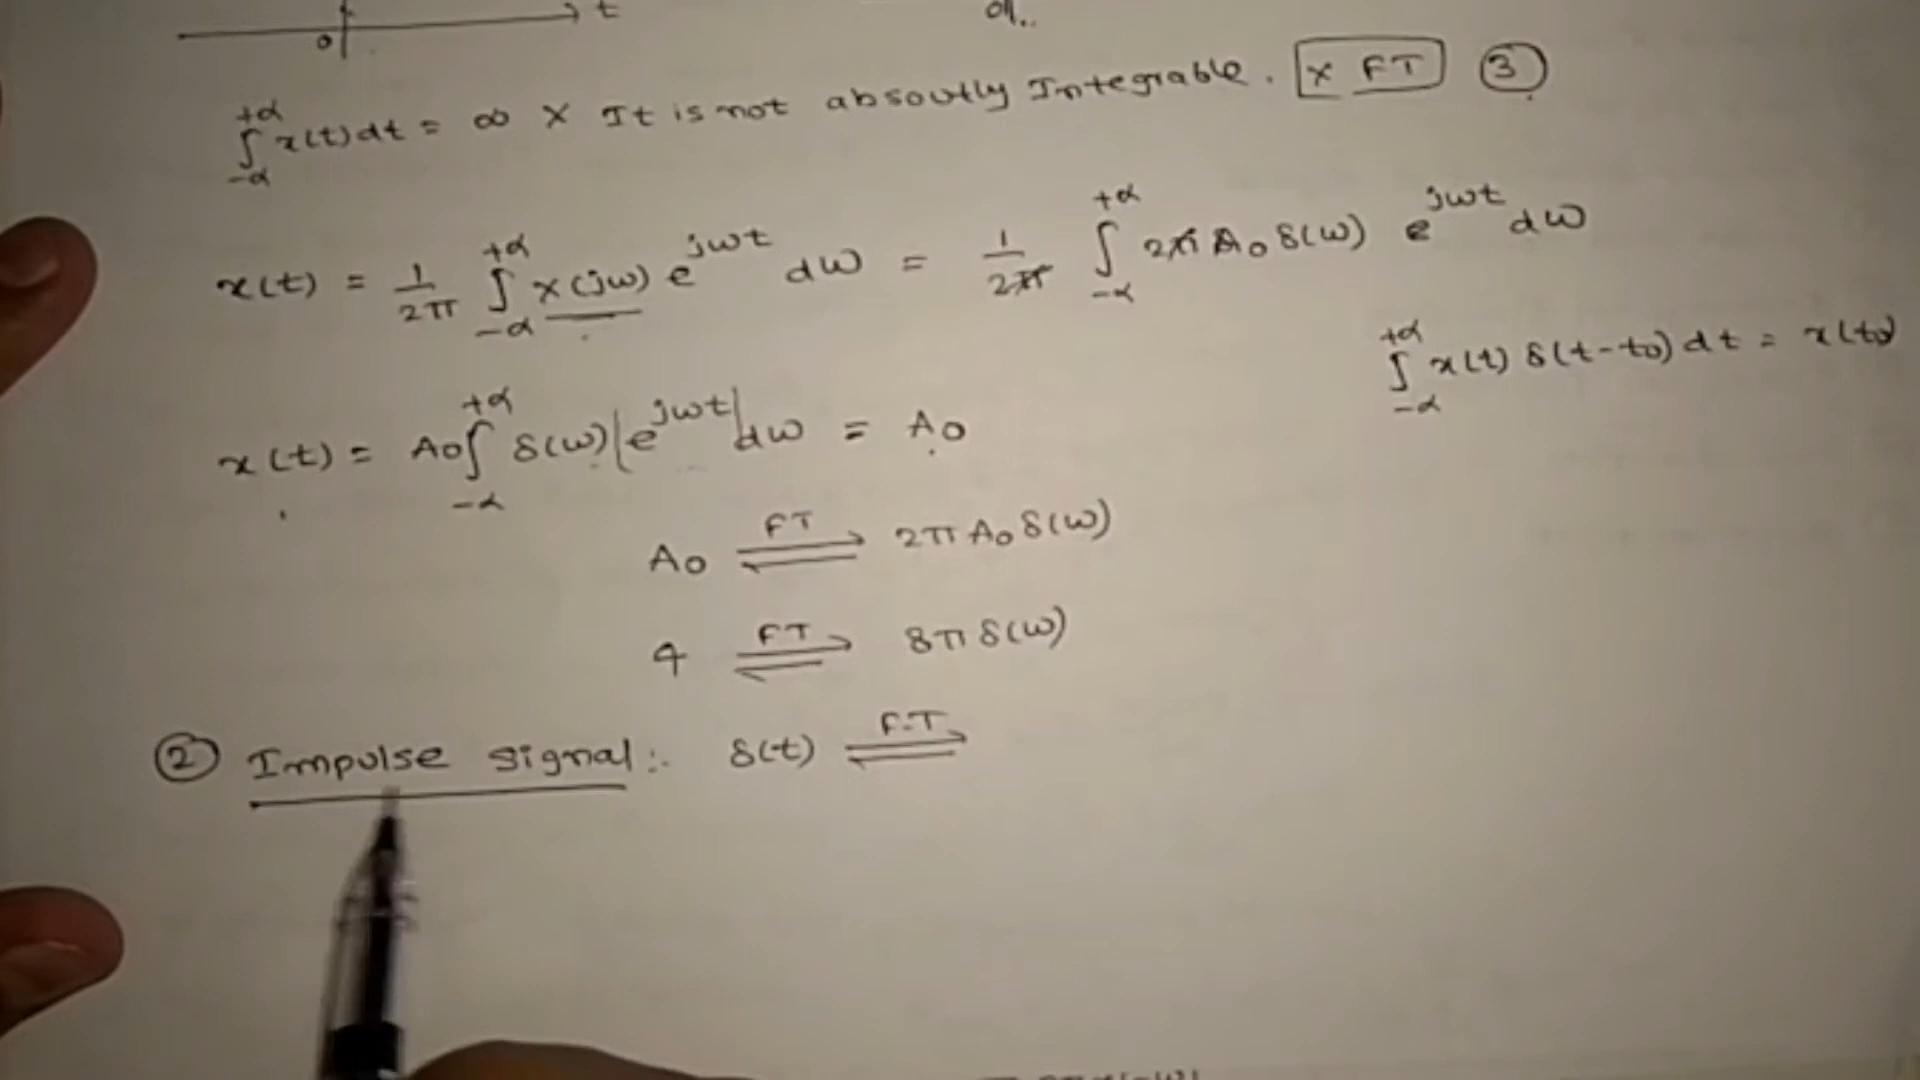 t
0
+α ∫ -α x(t)dt = ∞ X It is not absoutly Integrable. X FT 3
x(t) = 1/2π +α ∫ -α x(jω) e^jωt dω = 1/2π +α ∫ -α 2π A0 δ(ω) e^jωt dω
+α ∫ -α x(t) δ(t-t0) dt = x(t0)
x(t) = A0 +α ∫ -α δ(ω)|e^jωt|dω = A0
A0 FT ⇌ 2π A0 δ(ω)
4 FT ⇌ 8π δ(ω)
2 Impulse signal:. δ(t) F.T ⇌